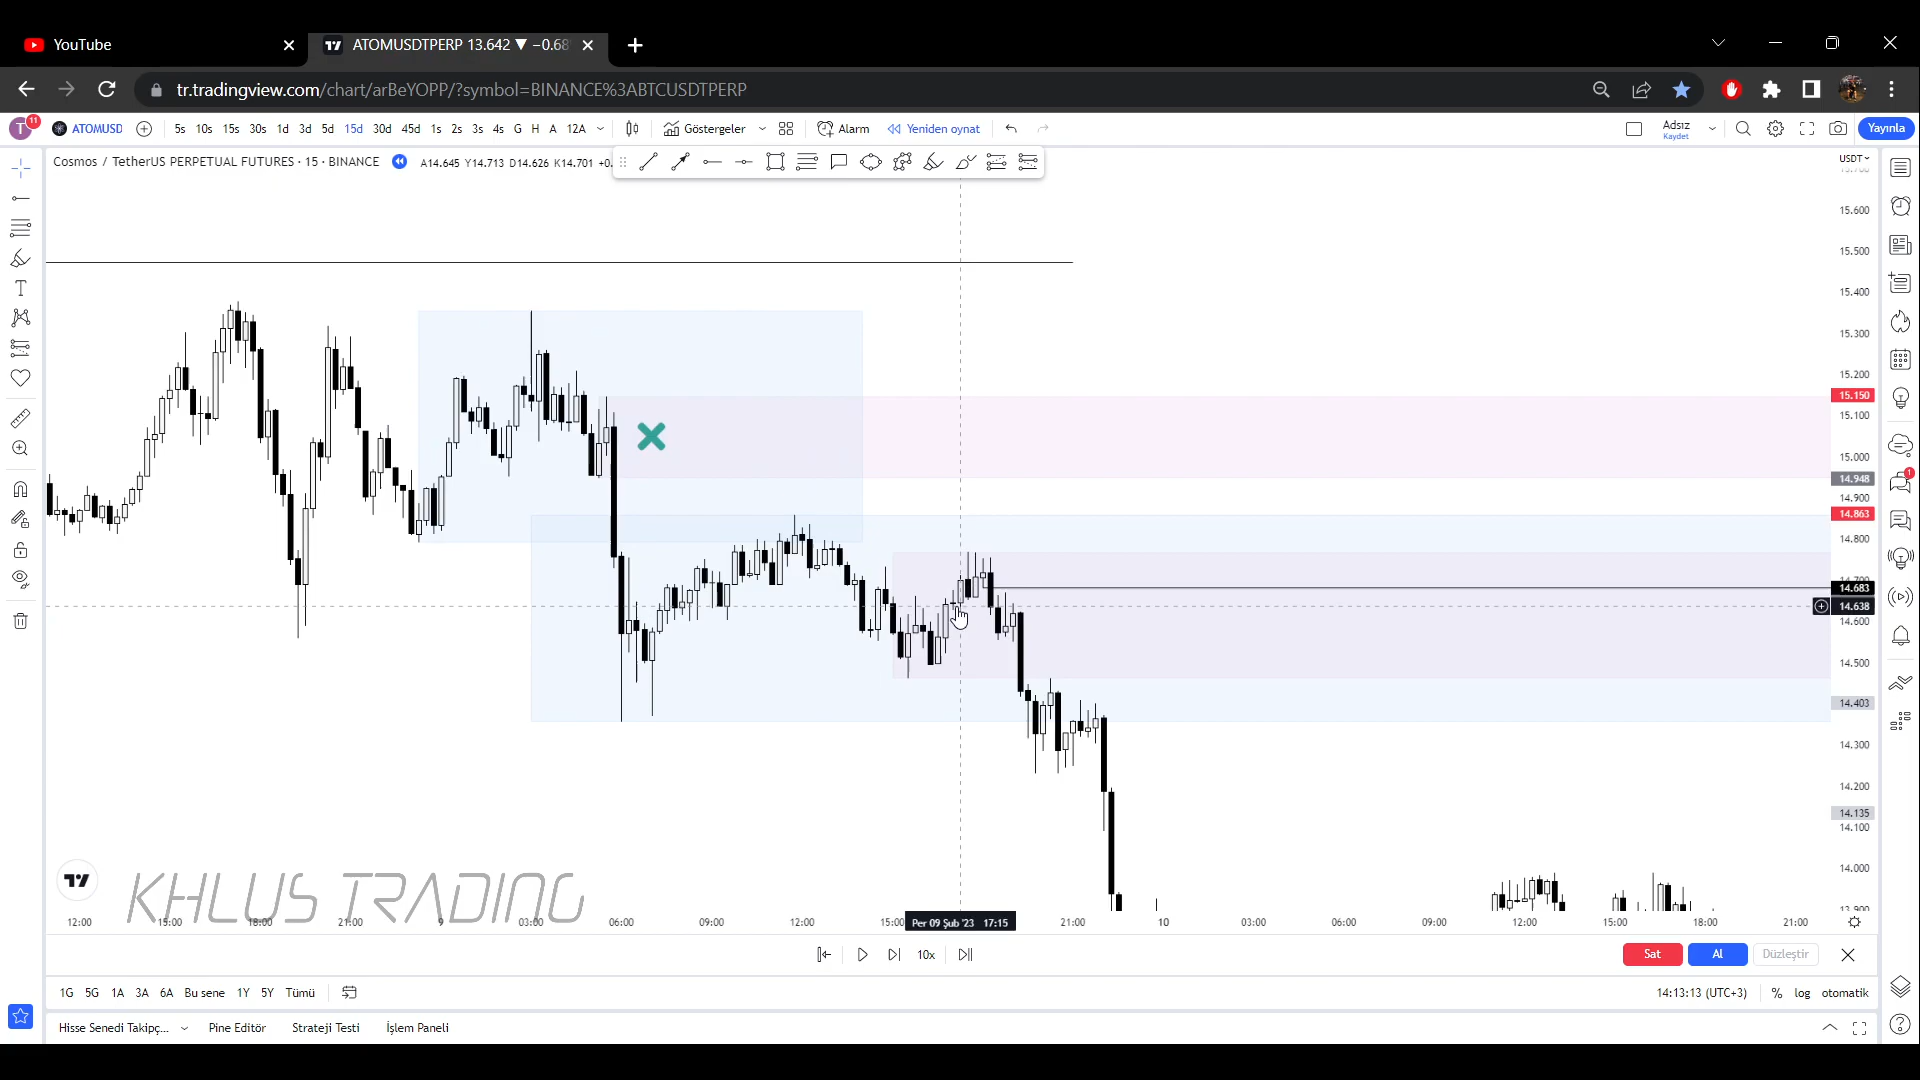 YouTube
ATOMUSDTPERP 13.642 ▼ −0.68
tr.tradingview.com/chart/arBeYOPP/?symbol=BINANCE%3ABTCUSDTPERP
T 11 ATOMUSD 5s 10s 15s 30s 1d 3d 5d 15d 30d 45d 1s 2s 3s 4s G H A 12A Göstergeler Alarm Yeniden oynat Adsız Yayınla
Kaydet
Cosmos / TetherUS PERPETUAL FUTURES · 15 · BINANCE A14.645 Y14.713 D14.626 K14.701 +0.
USDT
15.600
15.500
15.400
15.300
15.200
15.150
15.100
15.000
14.948
14.900
14.863
14.800
14.683
14.638
14.600
14.500
14.403
14.300
14.200
14.135
14.100
14.000
13.900
1
KHLUS TRADING
12:00 15:00 18:00 21:00 9 03:00 06:00 09:00 12:00 15:00 Per 09 Şub '23 17:15 21:00 10 03:00 06:00 09:00 12:00 15:00 18:00 21:00
10x Sat Al Düzleştir
1G 5G 1A 3A 6A Bu sene 1Y 5Y Tümü 14:13:13 (UTC+3) % log otomatik
Hisse Senedi Takipç... Pine Editör Strateji Testi İşlem Paneli